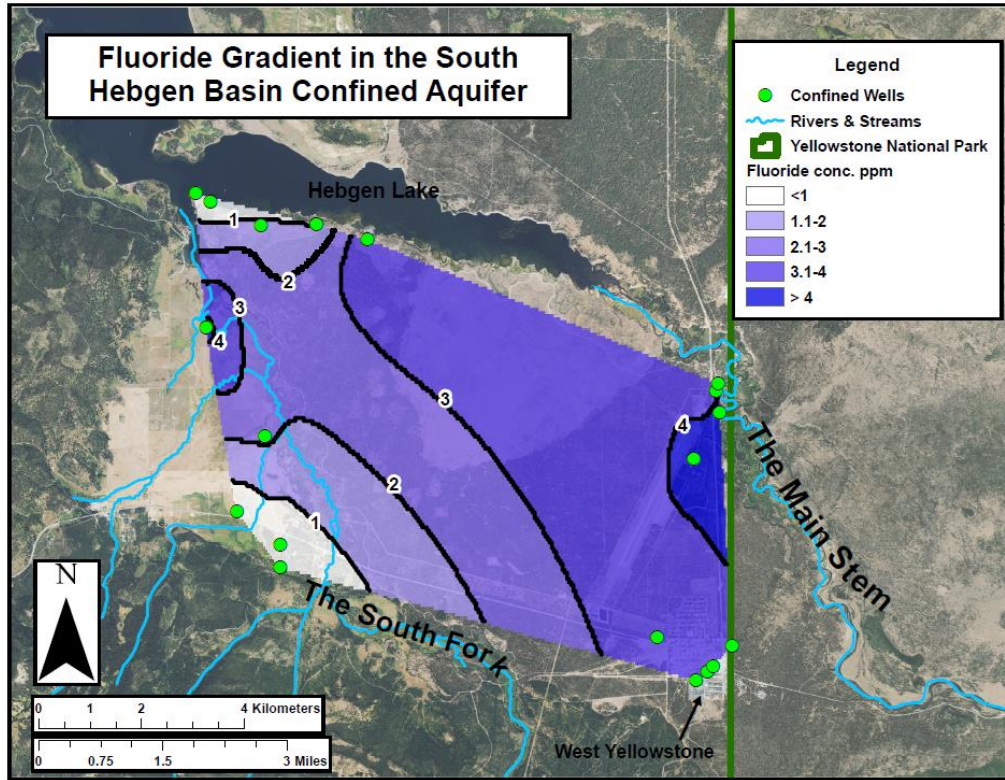 Fluoride Gradient in the South
Hebgen Basin Confined Aquifer
Legend
Confined Wells
Rivers & Streams
Yellowstone National Park
Fluoride conc. ppm
<1
1.1-2
2.1-3
3.1-4
> 4
Hebgen Lake
1
2
3
4
3
4
2
1
The Main Stem
The South Fork
N
0 1 2 4 Kilometers
0 0.75 1.5 3 Miles
West Yellowstone